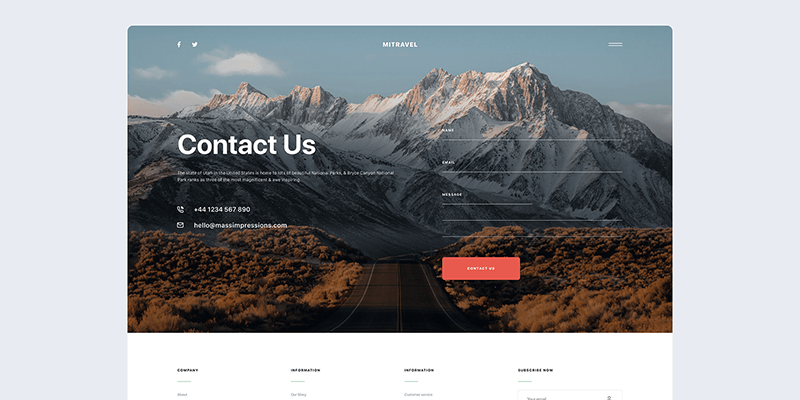 MITRAVEL
Contact Us
The state of Utah in the United States is home to lots of beautiful National Parks, & Bryce Canyon National
Park ranks as three of the most magnificent & awe inspiring.
+44 1234 567 890
hello@massimpressions.com
NAME
EMAIL
MESSAGE
CONTACT US
COMPANY
About
INFORMATION
Our Story
INFORMATION
Customer service
SUBSCRIBE NOW
Your email